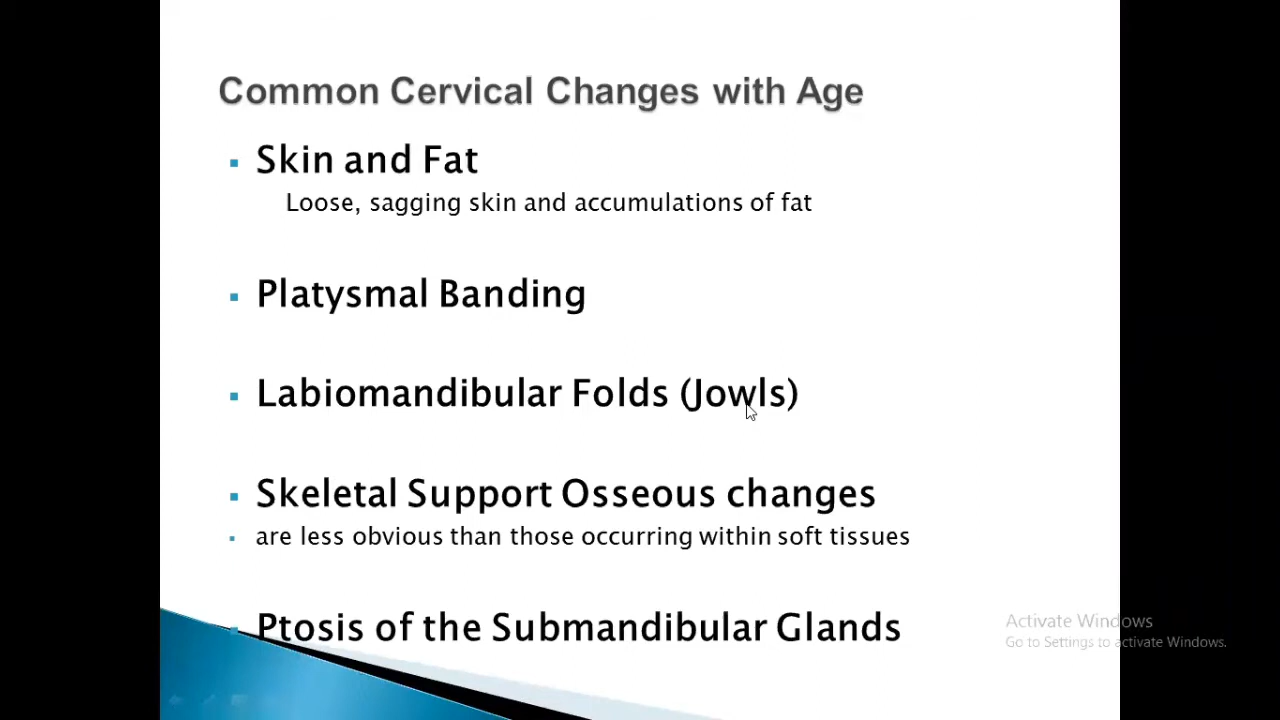 Common Cervical Changes with Age
Skin and Fat
Loose, sagging skin and accumulations of fat
Platysmal Banding
Labiomandibular Folds (Jowls)
Skeletal Support Osseous changes
are less obvious than those occurring within soft tissues
Ptosis of the Submandibular Glands
Activate Windows
Go to Settings to activate Windows.